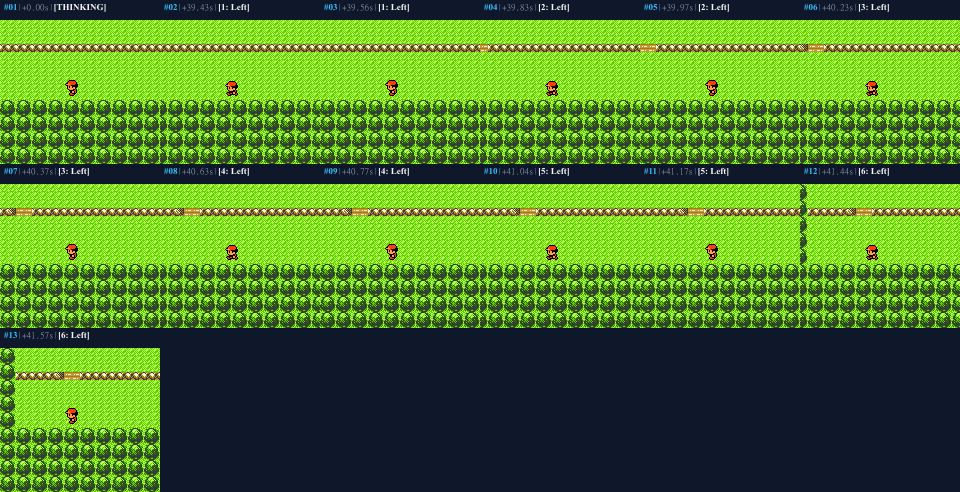 #01|+0.00s|[THINKING]
#02|+39.43s|[1: Left]
#03|+39.56s|[1: Left]
#04|+39.83s|[2: Left]
#05|+39.97s|[2: Left]
#06|+40.23s|[3: Left]
#07|+40.37s|[3: Left]
#08|+40.63s|[4: Left]
#09|+40.77s|[4: Left]
#10|+41.04s|[5: Left]
#11|+41.17s|[5: Left]
#12|+41.44s|[6: Left]
#13|+41.57s|[6: Left]